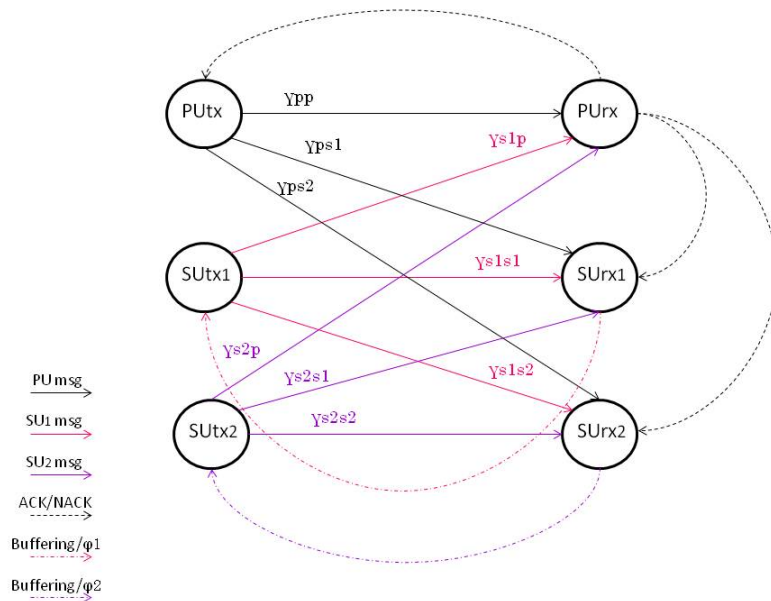 PUtx
γpp
PUrx
γps1
γs1p
γps2
SUtx1
γs1s1
SUrx1
γs2p
γs2s1
γs1s2
SUtx2
γs2s2
SUrx2
PU msg
SU1 msg
SU2 msg
ACK/NACK
Buffering/φ1
Buffering/φ2